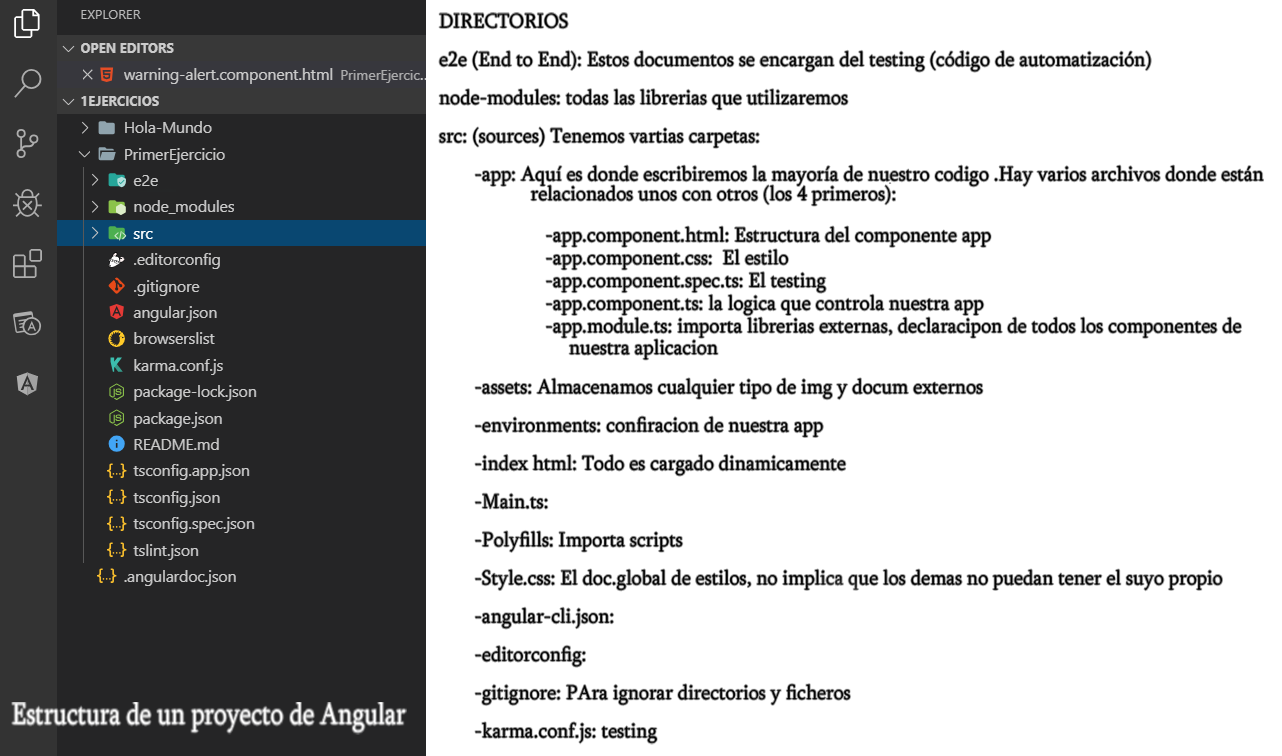 EXPLORER
OPEN EDITORS
warning-alert.component.html PrimerEjercic...
1EJERCICIOS
Hola-Mundo
PrimerEjercicio
e2e
node_modules
src
.editorconfig
.gitignore
angular.json
browserslist
karma.conf.js
package-lock.json
package.json
README.md
tsconfig.app.json
tsconfig.json
tsconfig.spec.json
tslint.json
.angulardoc.json
Estructura de un proyecto de Angular
DIRECTORIOS
e2e (End to End): Estos documentos se encargan del testing (código de automatización)
node-modules: todas las librerias que utilizaremos
src: (sources) Tenemos vartias carpetas:
-app: Aquí es donde escribiremos la mayoría de nuestro codigo .Hay varios archivos donde están
relacionados unos con otros (los 4 primeros):
-app.component.html: Estructura del componente app
-app.component.css: El estilo
-app.component.spec.ts: El testing
-app.component.ts: la logica que controla nuestra app
-app.module.ts: importa librerias externas, declaracipon de todos los componentes de
nuestra aplicacion
-assets: Almacenamos cualquier tipo de img y docum externos
-environments: confiracion de nuestra app
-index html: Todo es cargado dinamicamente
-Main.ts:
-Polyfills: Importa scripts
-Style.css: El doc.global de estilos, no implica que los demas no puedan tener el suyo propio
-angular-cli.json:
-editorconfig:
-gitignore: PAra ignorar directorios y ficheros
-karma.conf.js: testing